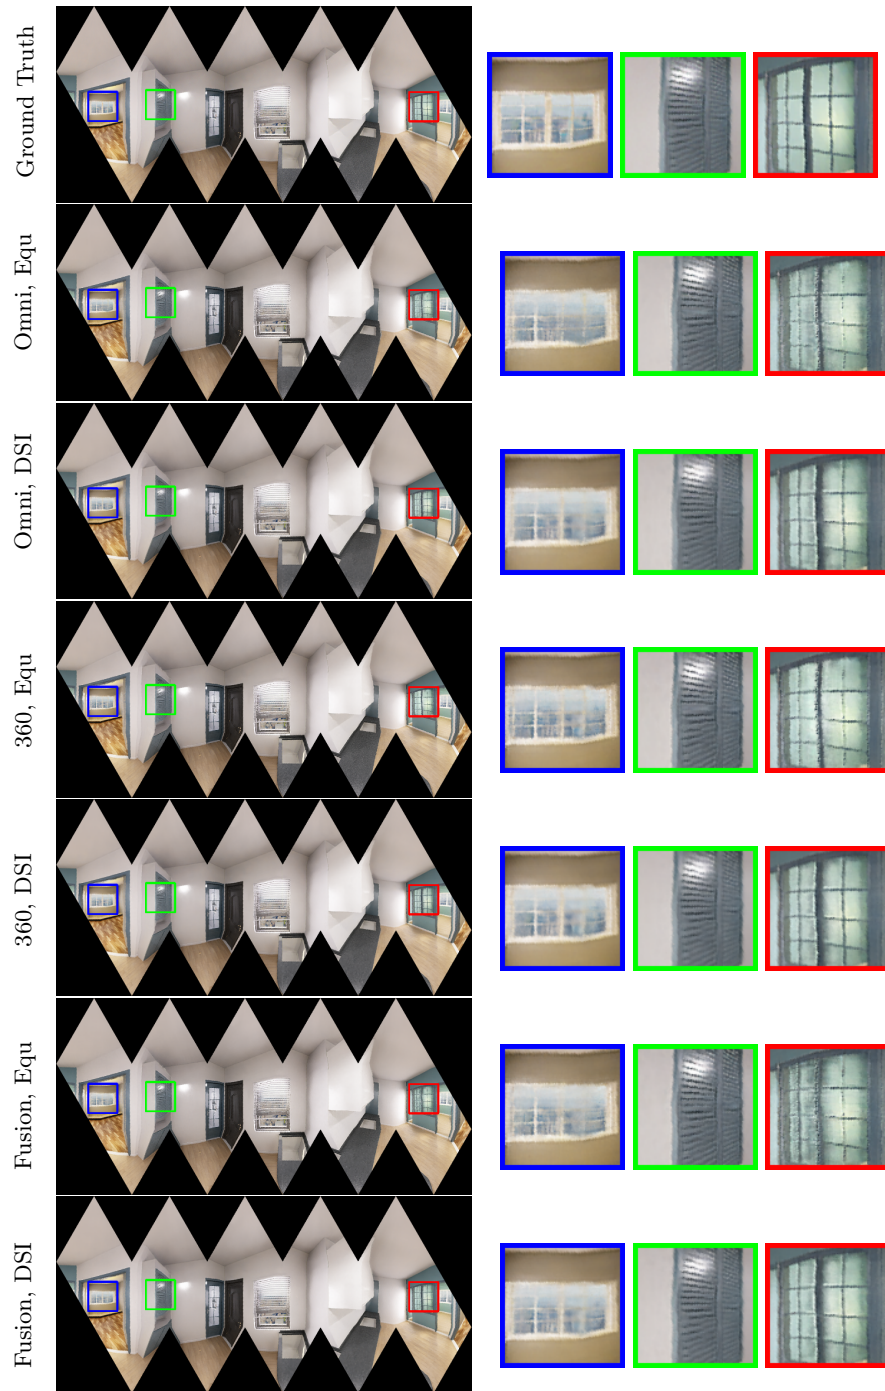 Ground Truth
Omni, Equ
Omni, DSI
360, Equ
360, DSI
Fusion, Equ
Fusion, DSI